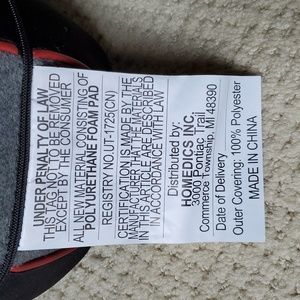 UNDER PENALTY OF LAW
THIS TAG NOT TO BE REMOVED
EXCEPT BY THE CONSUMER
ALL NEW MATERIAL CONSISTING OF
POLYURETHANE FOAM PAD
REGISTRY NO.UT-1725(CN)
CERTIFICATION IS MADE BY THE
MANUFACTURER THAT THE MATERIALS
IN THIS ARTICLE ARE DESCRIBED
IN ACCORDANCE WITH LAW
Distributed by:
HOMEDICS INC.
3000 Pontiac Trail
Commerce Township, MI 48390
Date of Delivery
Outer Covering: 100% Polyester
MADE IN CHINA